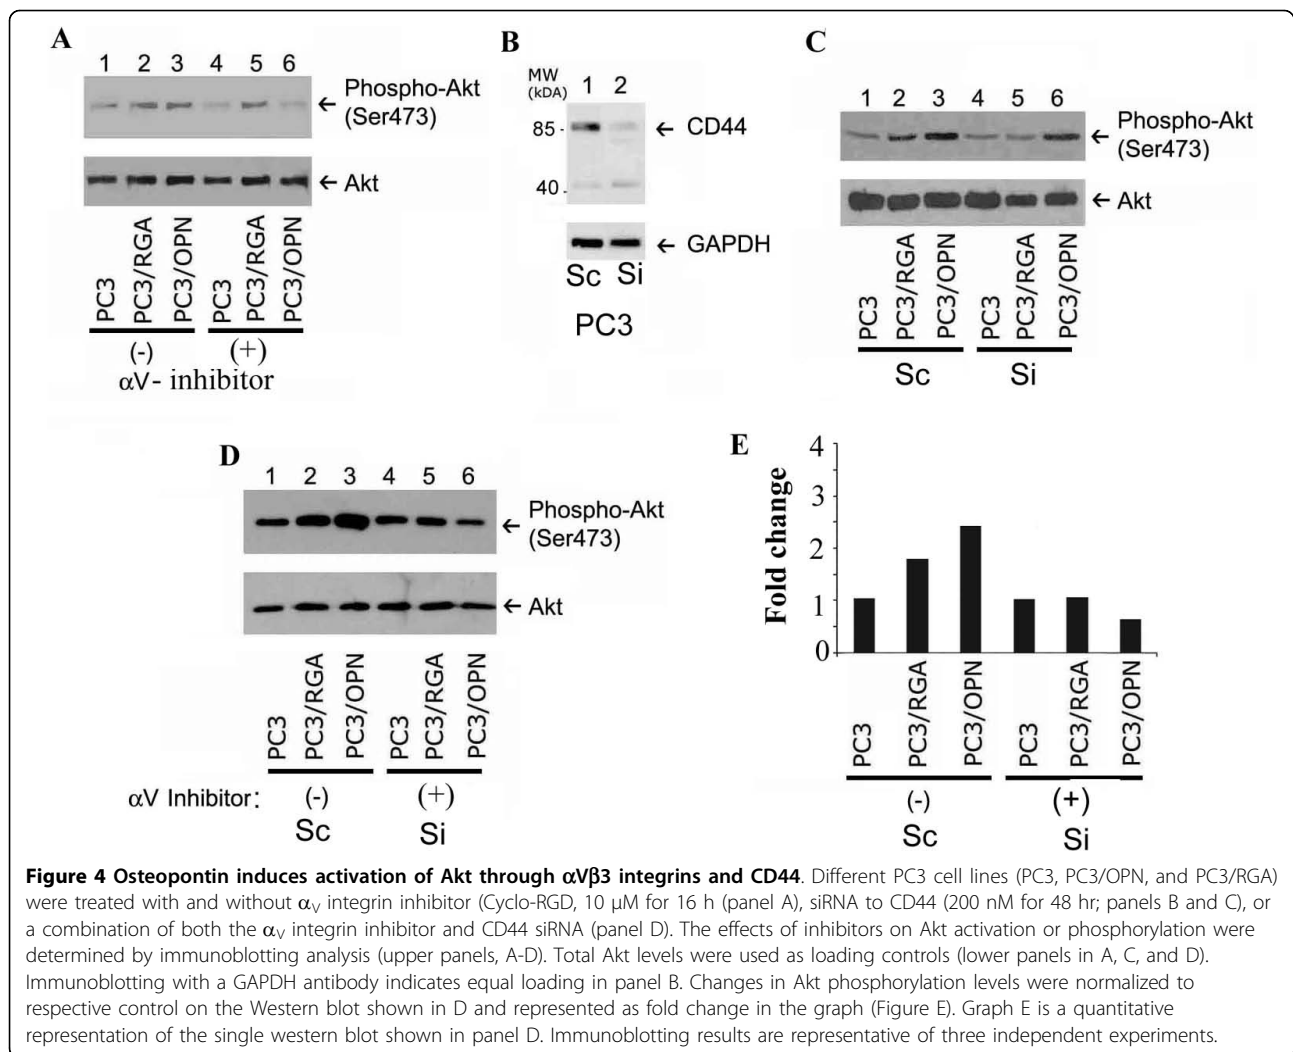 A
1 2 3 4 5 6
Phospho-Akt
(Ser473)
Akt
PC3
PC3/RGA
PC3/OPN
PC3
PC3/RGA
PC3/OPN
(-) (+)
αV- inhibitor
B
MW
(kDA)
1 2
85
CD44
40
GAPDH
Sc Si
PC3
C
1 2 3 4 5 6
Phospho-Akt
(Ser473)
Akt
PC3
PC3/RGA
PC3/OPN
PC3
PC3/RGA
PC3/OPN
Sc Si
D
1 2 3 4 5 6
Phospho-Akt
(Ser473)
Akt
PC3
PC3/RGA
PC3/OPN
PC3
PC3/RGA
PC3/OPN
αV Inhibitor: (-) (+)
Sc Si
E
Fold change
4
3
2
1
0
PC3
PC3/RGA
PC3/OPN
PC3
PC3/RGA
PC3/OPN
(-) (+)
Sc Si
Figure 4 Osteopontin induces activation of Akt through αVβ3 integrins and CD44. Different PC3 cell lines (PC3, PC3/OPN, and PC3/RGA)
were treated with and without αV integrin inhibitor (Cyclo-RGD, 10 μM for 16 h (panel A), siRNA to CD44 (200 nM for 48 hr; panels B and C), or
a combination of both the αV integrin inhibitor and CD44 siRNA (panel D). The effects of inhibitors on Akt activation or phosphorylation were
determined by immunoblotting analysis (upper panels, A-D). Total Akt levels were used as loading controls (lower panels in A, C, and D).
Immunoblotting with a GAPDH antibody indicates equal loading in panel B. Changes in Akt phosphorylation levels were normalized to
respective control on the Western blot shown in D and represented as fold change in the graph (Figure E). Graph E is a quantitative
representation of the single western blot shown in panel D. Immunoblotting results are representative of three independent experiments.